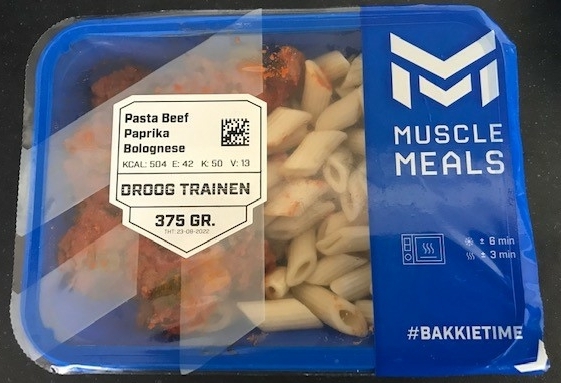 Pasta Beef
Paprika
Bolognese
KCAL: 504 E: 42 K: 50 V: 13
DROOG TRAINEN
375 GR.
THT: 23-08-2022
MUSCLE
MEALS
± 6 min
± 3 min
#BAKKIETIME